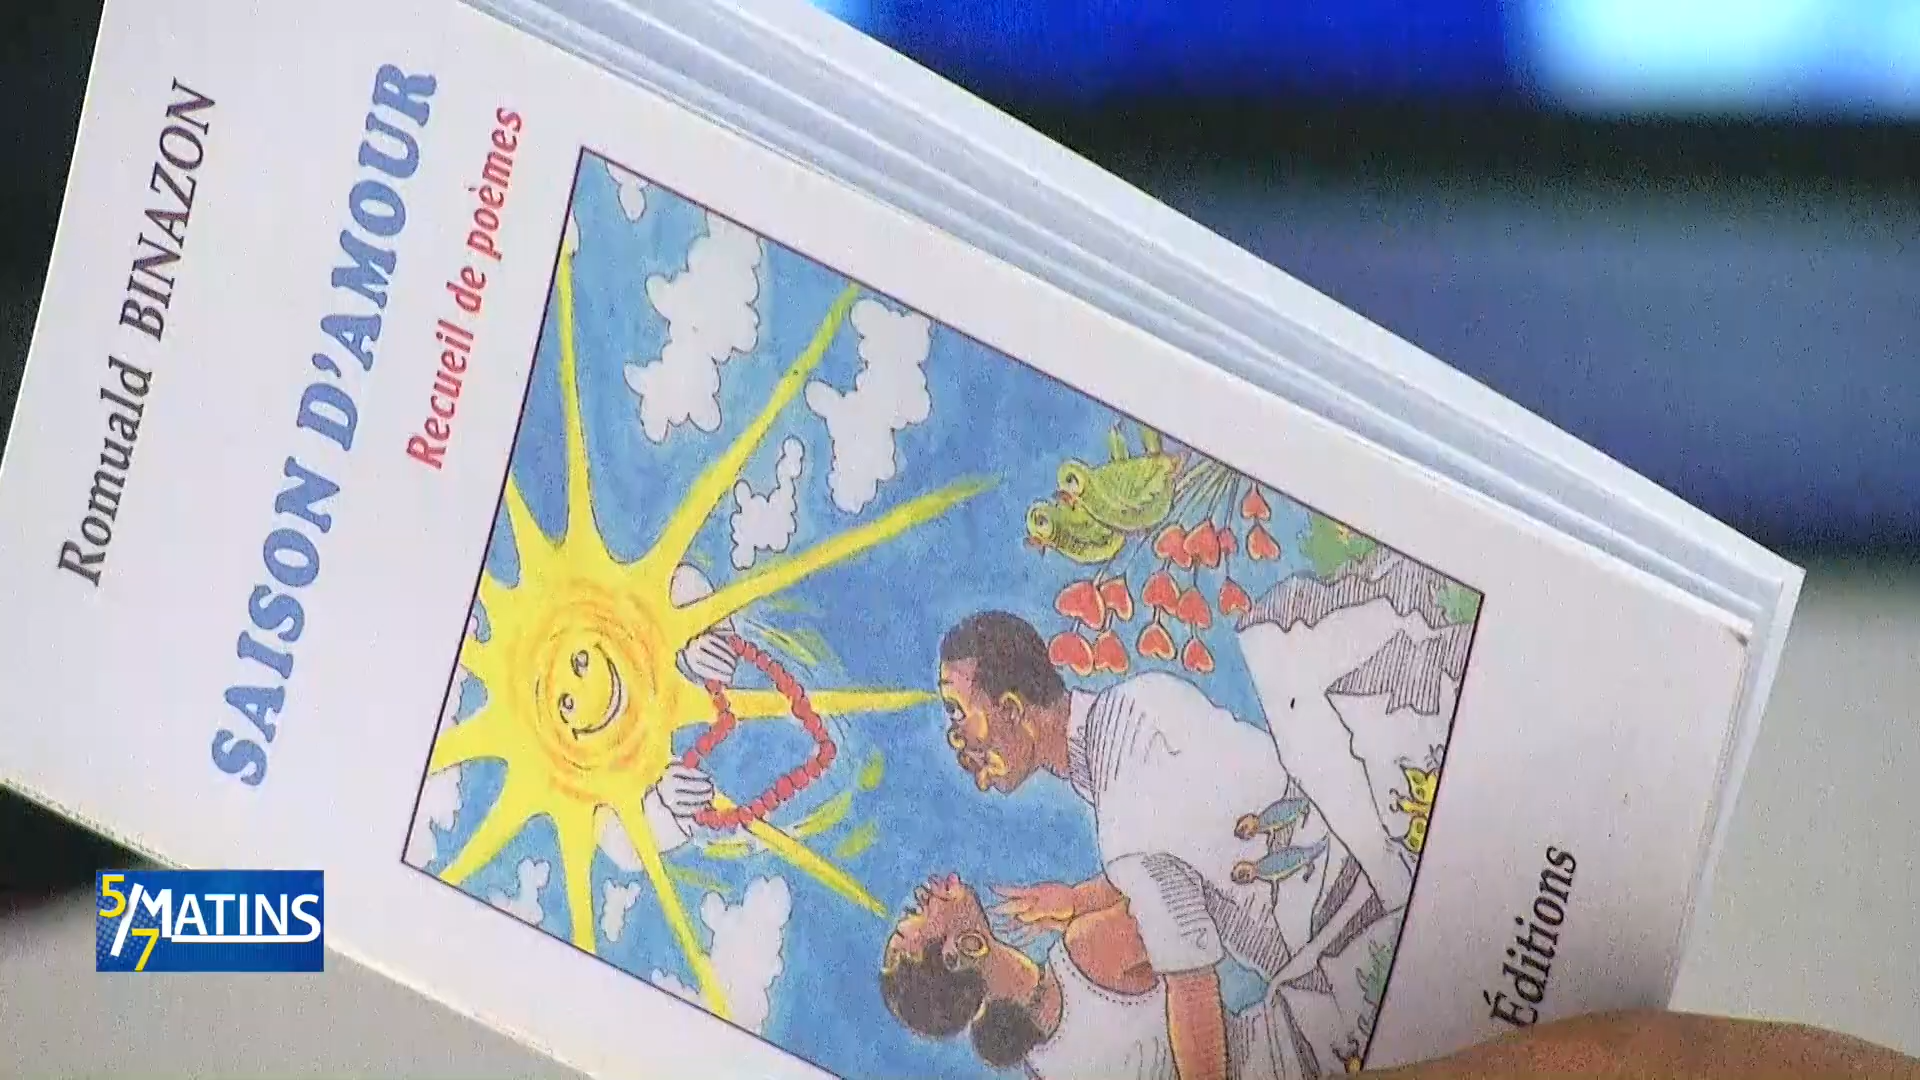 Romuald BINAZON
SAISON D'AMOUR
Recueil de poèmes
Éditions
5/7 MATINS